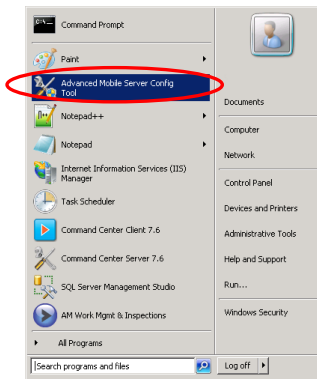 Command Prompt
Paint
Advanced Mobile Server Config
Tool
Notepad++
Notepad
Internet Information Services (IIS)
Manager
Task Scheduler
Command Center Client 7.6
Command Center Server 7.6
SQL Server Management Studio
AM Work Mgmt & Inspections
All Programs
Search programs and files
Documents
Computer
Network
Control Panel
Devices and Printers
Administrative Tools
Help and Support
Run...
Windows Security
Log off